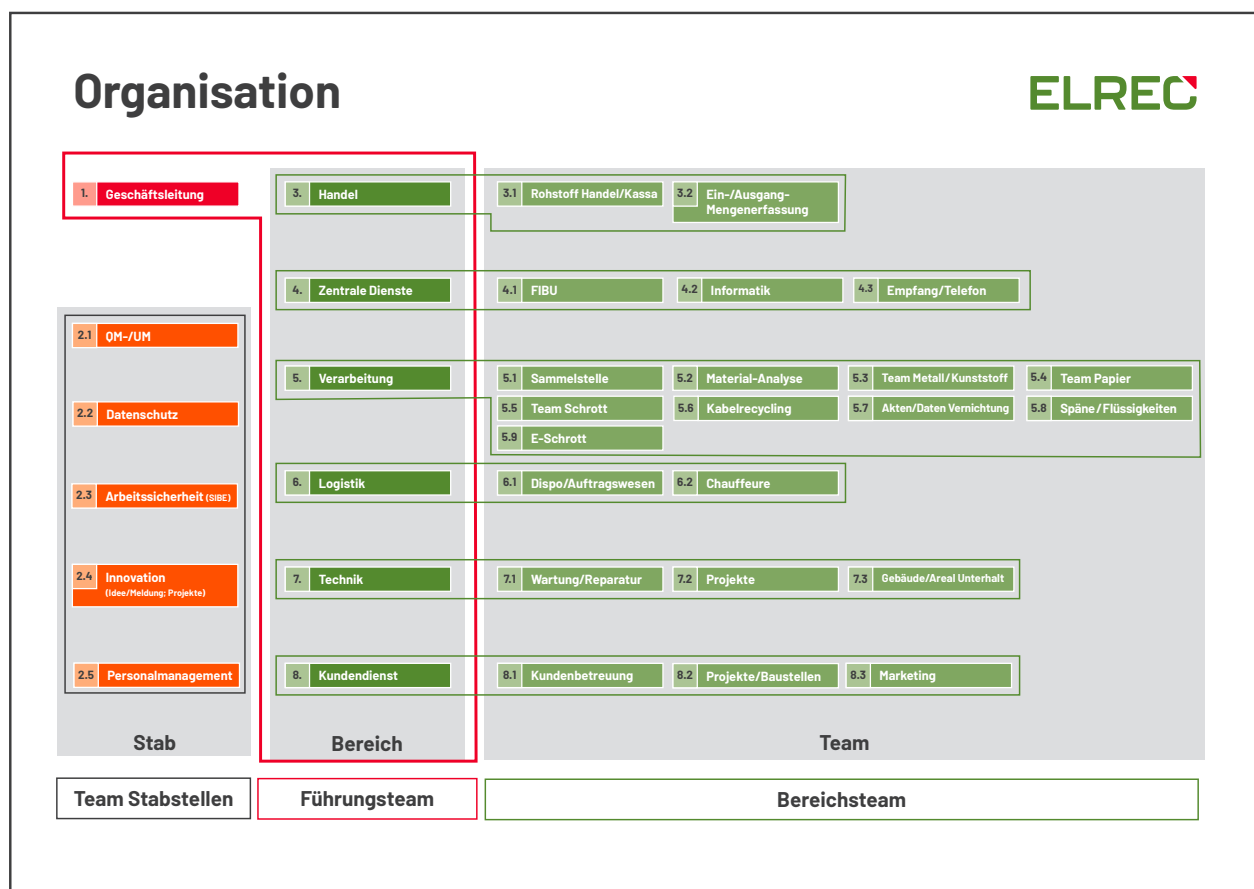 Organisation
ELREC
1. Geschäftsleitung
3. Handel
3.1 Rohstoff Handel/Kassa
3.2 Ein-/Ausgang-
Mengenerfassung
4. Zentrale Dienste
4.1 FIBU
4.2 Informatik
4.3 Empfang/Telefon
2.1 QM-/UM
5. Verarbeitung
5.1 Sammelstelle
5.2 Material-Analyse
5.3 Team Metall/Kunststoff
5.4 Team Papier
2.2 Datenschutz
5.5 Team Schrott
5.6 Kabelrecycling
5.7 Akten/Daten Vernichtung
5.8 Späne/Flüssigkeiten
5.9 E-Schrott
2.3 Arbeitssicherheit (SIBE)
6. Logistik
6.1 Dispo/Auftragswesen
6.2 Chauffeure
2.4 Innovation
(Idee/Meldung; Projekte)
7. Technik
7.1 Wartung/Reparatur
7.2 Projekte
7.3 Gebäude/Areal Unterhalt
2.5 Personalmanagement
8. Kundendienst
8.1 Kundenbetreuung
8.2 Projekte/Baustellen
8.3 Marketing
Stab
Bereich
Team
Team Stabstellen
Führungsteam
Bereichsteam